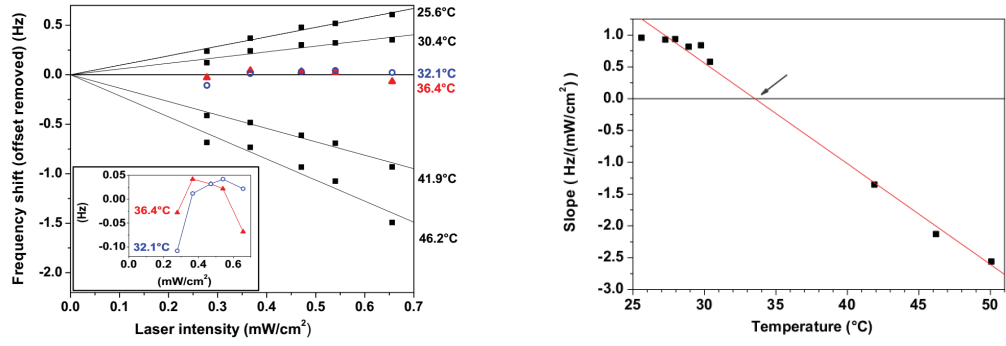 0.5
0.0
-0.5
-1.0
-1.5
-2.0
Frequency shift (offset removed) (Hz)
0.0 0.1 0.2 0.3 0.4 0.5 0.6 0.7
Laser intensity (mW/cm²)
25.6°C
30.4°C
32.1°C
36.4°C
41.9°C
46.2°C
0.05
0.00
-0.05
-0.10
(Hz)
36.4°C
32.1°C
0.0 0.2 0.4 0.6
(mW/cm²)
1.0
0.5
0.0
-0.5
-1.0
-1.5
-2.0
-2.5
-3.0
Slope ( Hz/(mW/cm²))
25 30 35 40 45 50
Temperature (°C)